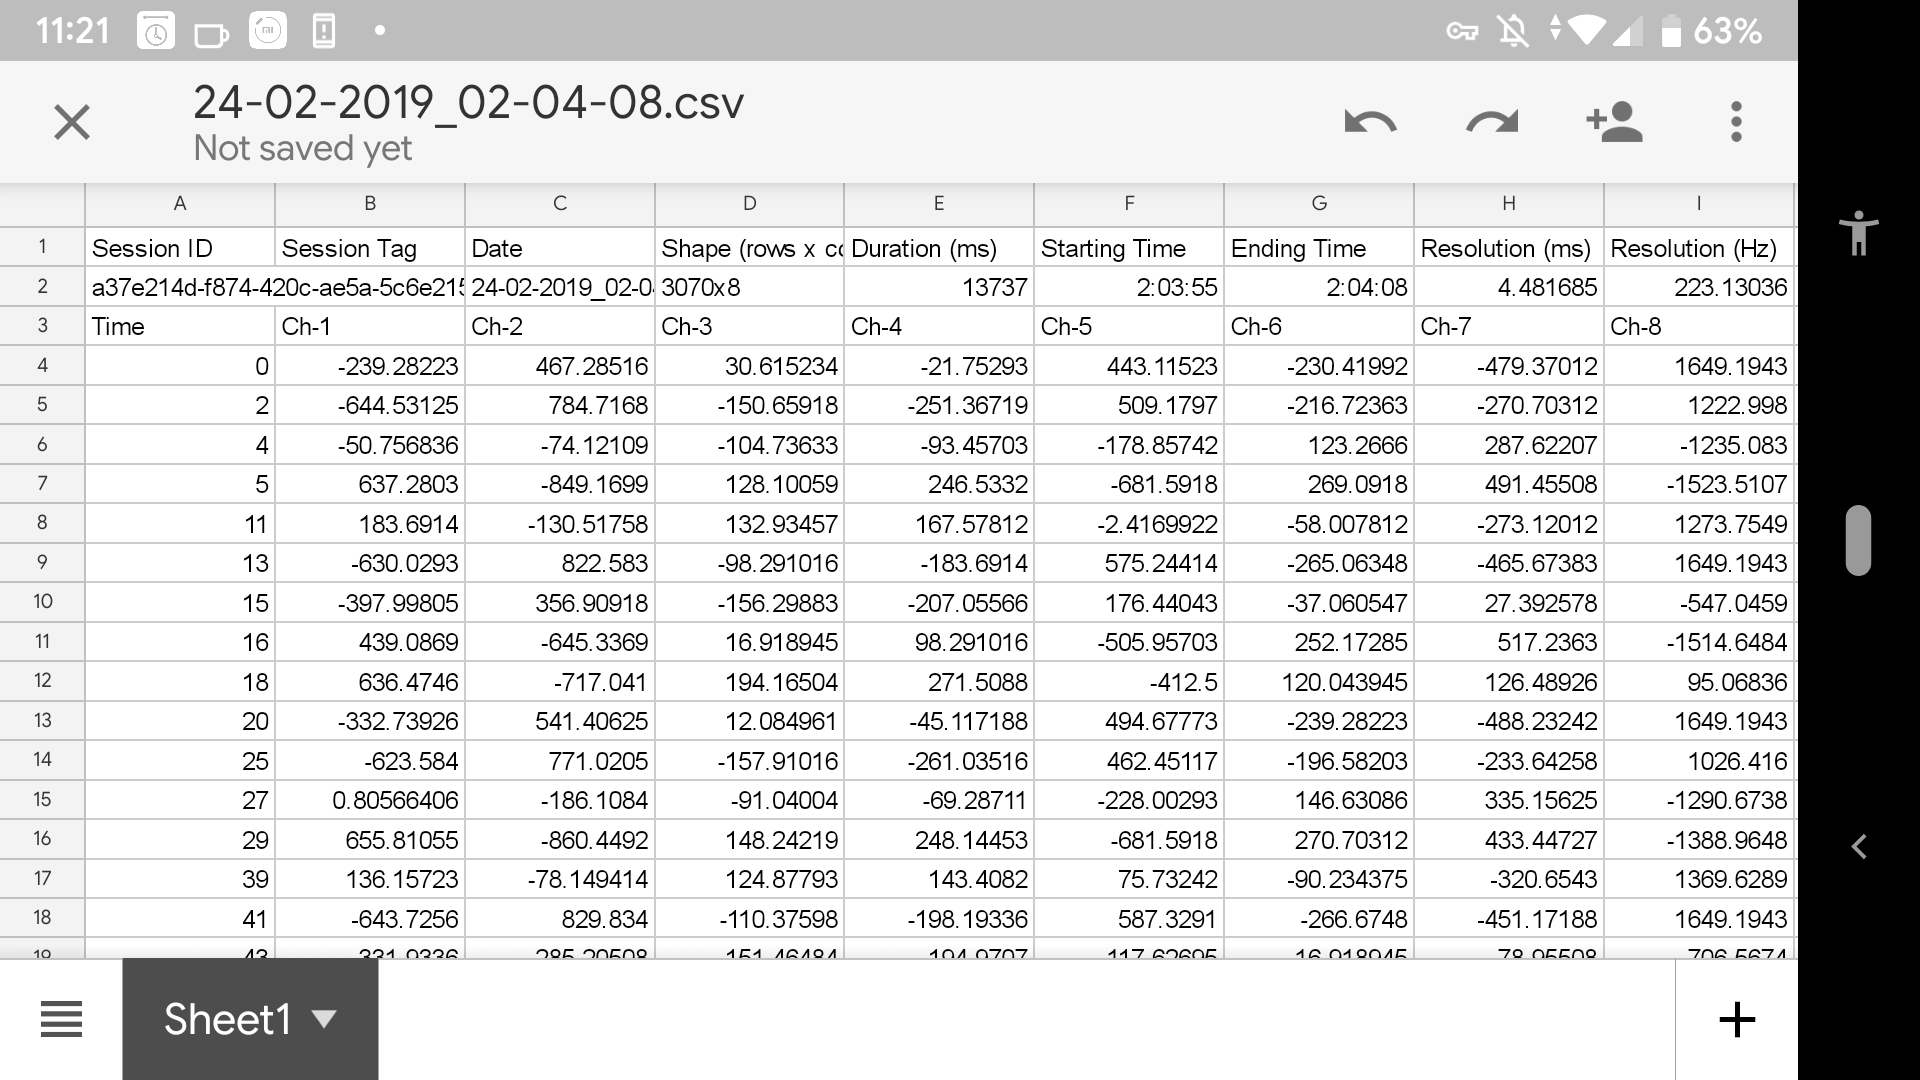 11:21 63%
24-02-2019_02-04-08.csv
Not saved yet
A B C D E F G H I
1 Session ID Session Tag Date Shape (rows x co Duration (ms) Starting Time Ending Time Resolution (ms) Resolution (Hz)
2 a37e214d-f874-420c-ae5a-5c6e215 24-02-2019_02-0 3070x8 13737 2:03:55 2:04:08 4.481685 223.13036
3 Time Ch-1 Ch-2 Ch-3 Ch-4 Ch-5 Ch-6 Ch-7 Ch-8
4 0 -239.28223 467.28516 30.615234 -21.75293 443.11523 -230.41992 -479.37012 1649.1943
5 2 -644.53125 784.7168 -150.65918 -251.36719 509.1797 -216.72363 -270.70312 1222.998
6 4 -50.756836 -74.12109 -104.73633 -93.45703 -178.85742 123.2666 287.62207 -1235.083
7 5 637.2803 -849.1699 128.10059 246.5332 -681.5918 269.0918 491.45508 -1523.5107
8 11 183.6914 -130.51758 132.93457 167.57812 -2.4169922 -58.007812 -273.12012 1273.7549
9 13 -630.0293 822.583 -98.291016 -183.6914 575.24414 -265.06348 -465.67383 1649.1943
10 15 -397.99805 356.90918 -156.29883 -207.05566 176.44043 -37.060547 27.392578 -547.0459
11 16 439.0869 -645.3369 16.918945 98.291016 -505.95703 252.17285 517.2363 -1514.6484
12 18 636.4746 -717.041 194.16504 271.5088 -412.5 120.043945 126.48926 95.06836
13 20 -332.73926 541.40625 12.084961 -45.117188 494.67773 -239.28223 -488.23242 1649.1943
14 25 -623.584 771.0205 -157.91016 -261.03516 462.45117 -196.58203 -233.64258 1026.416
15 27 0.80566406 -186.1084 -91.04004 -69.28711 -228.00293 146.63086 335.15625 -1290.6738
16 29 655.81055 -860.4492 148.24219 248.14453 -681.5918 270.70312 433.44727 -1388.9648
17 39 136.15723 -78.149414 124.87793 143.4082 75.73242 -90.234375 -320.6543 1369.6289
18 41 -643.7256 829.834 -110.37598 -198.19336 587.3291 -266.6748 -451.17188 1649.1943
19 43
Sheet1